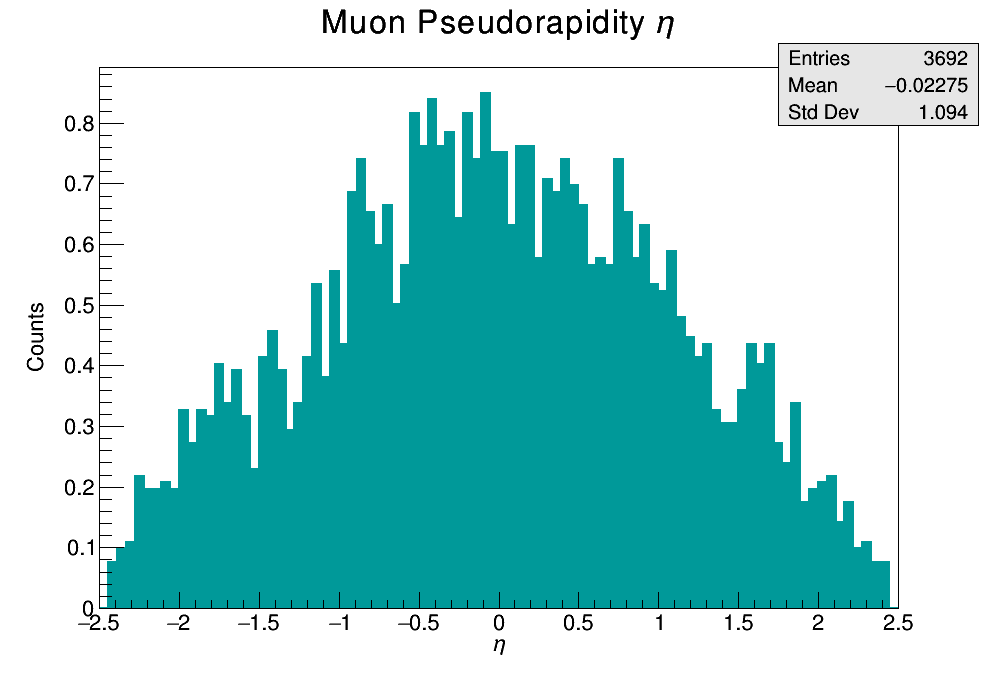 Muon Pseudorapidity η
Entries 3692
Mean −0.02275
Std Dev 1.094
Counts
0.8
0.7
0.6
0.5
0.4
0.3
0.2
0.1
0
−2.5 −2 −1.5 −1 −0.5 0 0.5 1 1.5 2 2.5
η